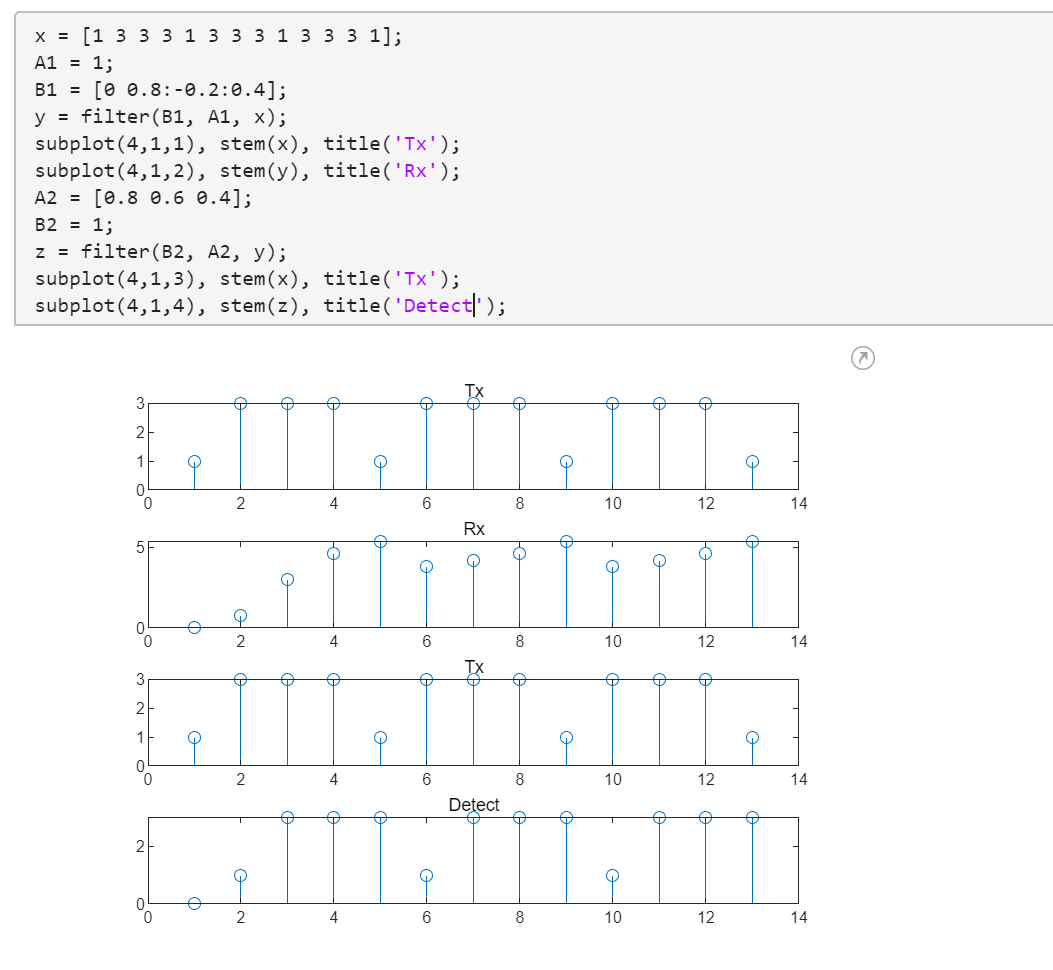 x = [1 3 3 3 1 3 3 3 1 3 3 3 1];
A1 = 1;
B1 = [0 0.8:-0.2:0.4];
y = filter(B1, A1, x);
subplot(4,1,1), stem(x), title('Tx');
subplot(4,1,2), stem(y), title('Rx');
A2 = [0.8 0.6 0.4];
B2 = 1;
z = filter(B2, A2, y);
subplot(4,1,3), stem(x), title('Tx');
subplot(4,1,4), stem(z), title('Detect');
Tx
3
2
1
0
0 2 4 6 8 10 12 14
Rx
5
0
0 2 4 6 8 10 12 14
Tx
3
2
1
0
0 2 4 6 8 10 12 14
Detect
2
0
0 2 4 6 8 10 12 14